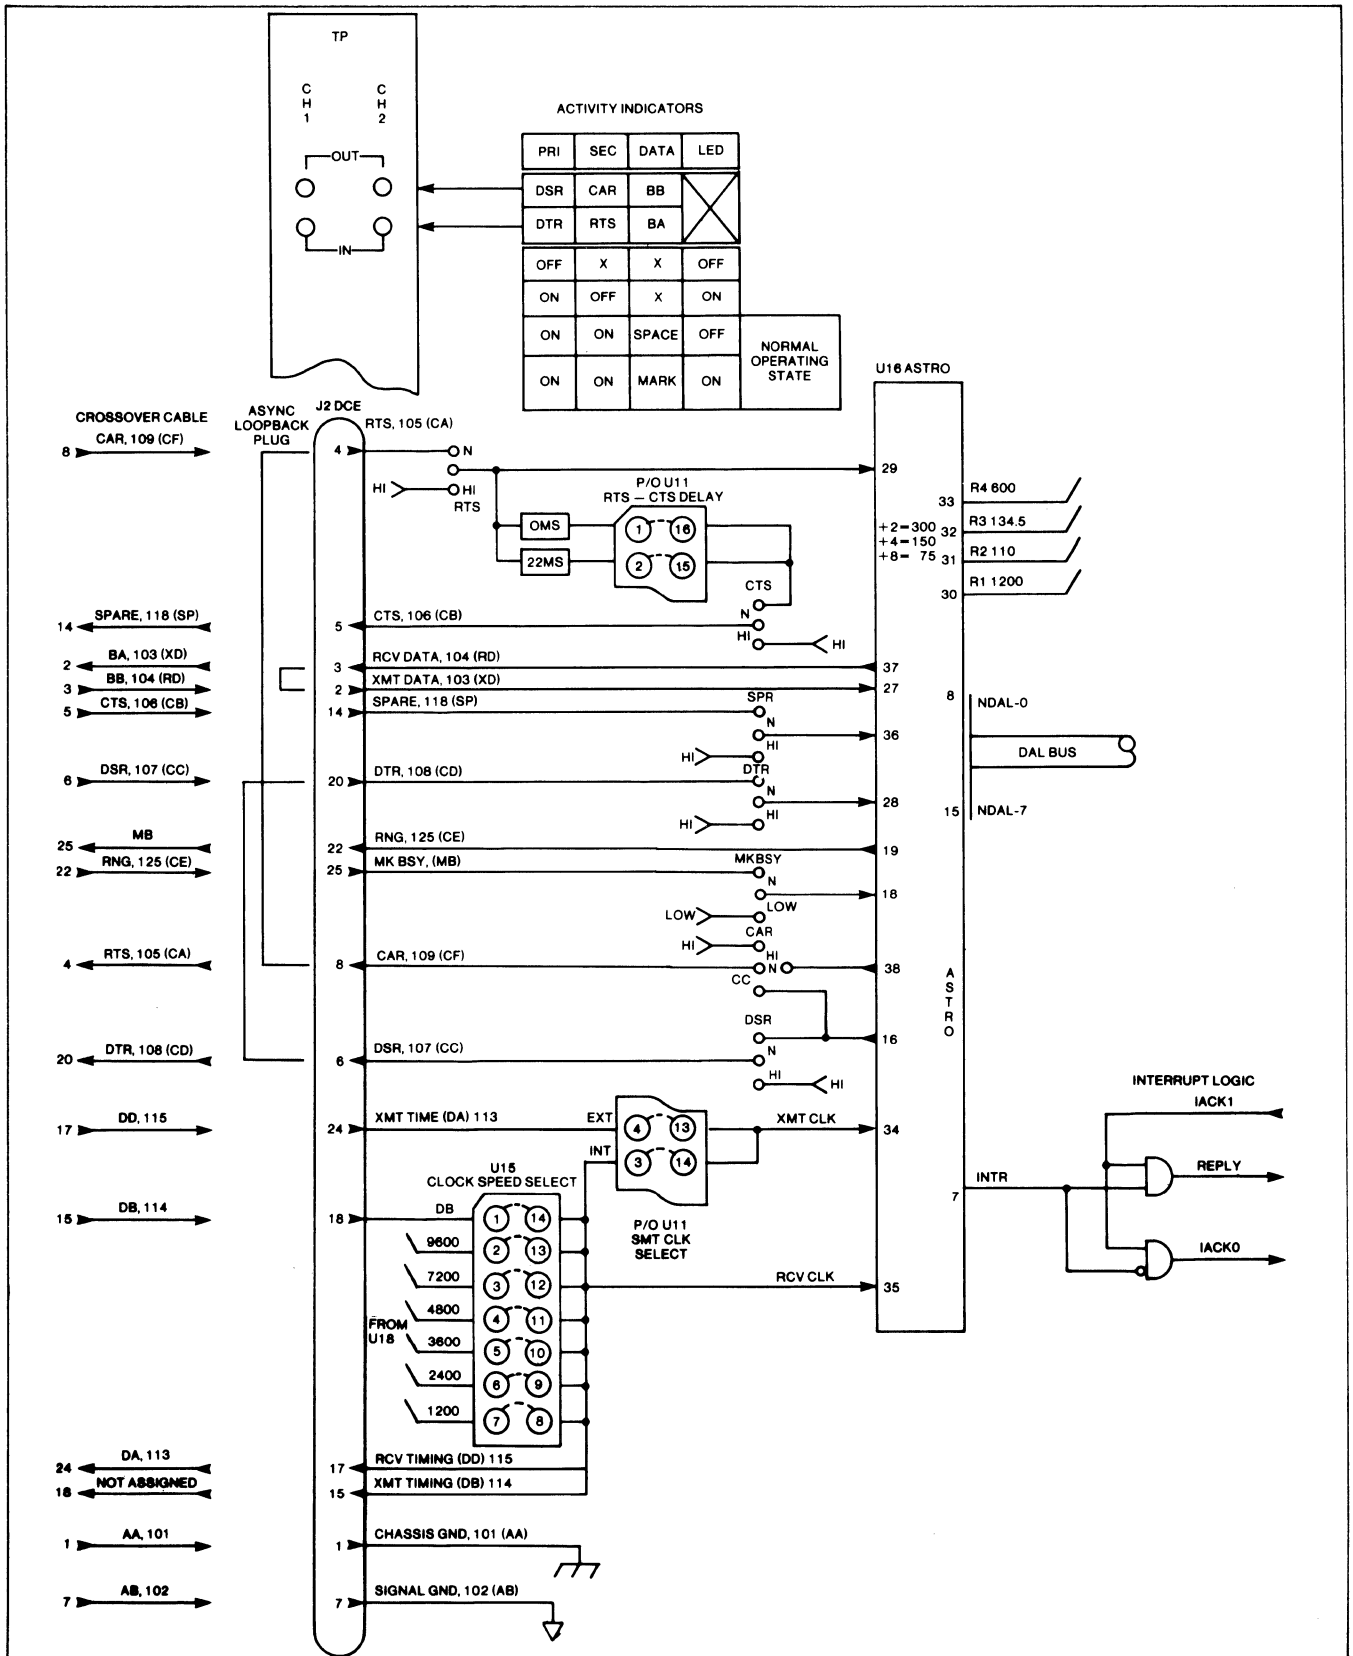 TP
CH1
CH2
OUT
IN
ACTIVITY INDICATORS
PRI SEC DATA LED
DSR CAR BB
DTR RTS BA
OFF X X OFF
ON OFF X ON
ON ON SPACE OFF
ON ON MARK ON
NORMAL
OPERATING
STATE
U16 ASTRO
CROSSOVER CABLE
ASYNC
LOOPBACK
PLUG
J2 DCE
8 CAR, 109 (CF)
4 RTS, 105 (CA)
N
HI HI
RTS
P/O U11
RTS – CTS DELAY
0MS 1 16
22MS 2 15
29
33 R4 600
+2=300 32 R3 134.5
+4=150
+8= 75 31 R2 110
30 R1 1200
CTS
N
HI HI
14 SPARE, 118 (SP)
5 CTS, 106 (CB)
2 BA, 103 (XD)
3 RCV DATA, 104 (RD) 37
3 BB, 104 (RD)
2 XMT DATA, 103 (XD) 27
5 CTS, 106 (CB)
14 SPARE, 118 (SP)
SPR
N
36
HI HI
8 NDAL-0
DAL BUS
15 NDAL-7
6 DSR, 107 (CC)
20 DTR, 108 (CD)
DTR
N
28
HI HI
25 MB
22 RNG, 125 (CE) 19
22 RNG, 125 (CE)
25 MK BSY, (MB)
MKBSY
N
18
LOW LOW
CAR
HI HI
4 RTS, 105 (CA)
8 CAR, 109 (CF) N 38
CC
DSR
N
16
HI HI
ASTRO
20 DTR, 108 (CD)
6 DSR, 107 (CC)
17 DD, 115
24 XMT TIME (DA) 113
EXT 4 13
INT 3 14
XMT CLK 34
P/O U11
SMT CLK
SELECT
INTERRUPT LOGIC
IACK1
REPLY
IACKO
7 INTR
U15
CLOCK SPEED SELECT
15 DB, 114
18 DB 1 14
9600 2 13
7200 3 12
RCV CLK 35
4800 4 11
FROM
U18
3600 5 10
2400 6 9
1200 7 8
24 DA, 113
17 RCV TIMING (DD) 115
18 NOT ASSIGNED
15 XMT TIMING (DB) 114
1 AA, 101
1 CHASSIS GND, 101 (AA)
7 AB, 102
7 SIGNAL GND, 102 (AB)